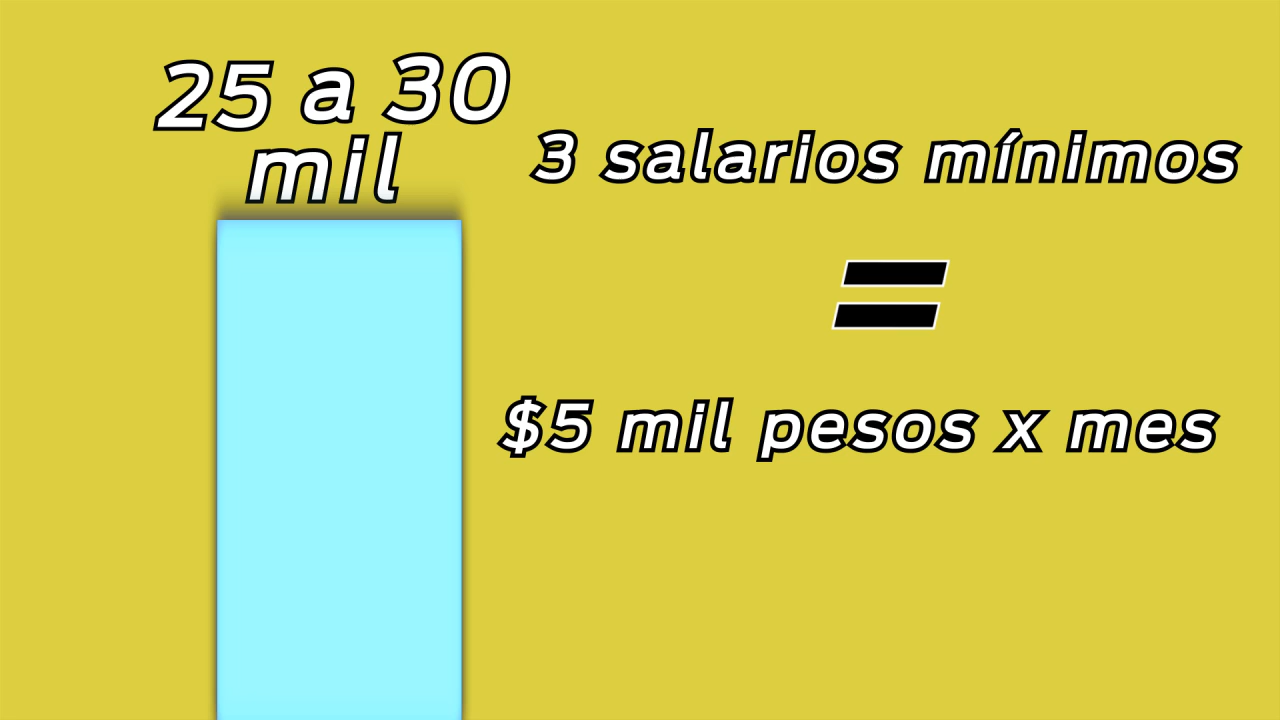 25 a 30
mil
3 salarios mínimos
=
$5 mil pesos x mes